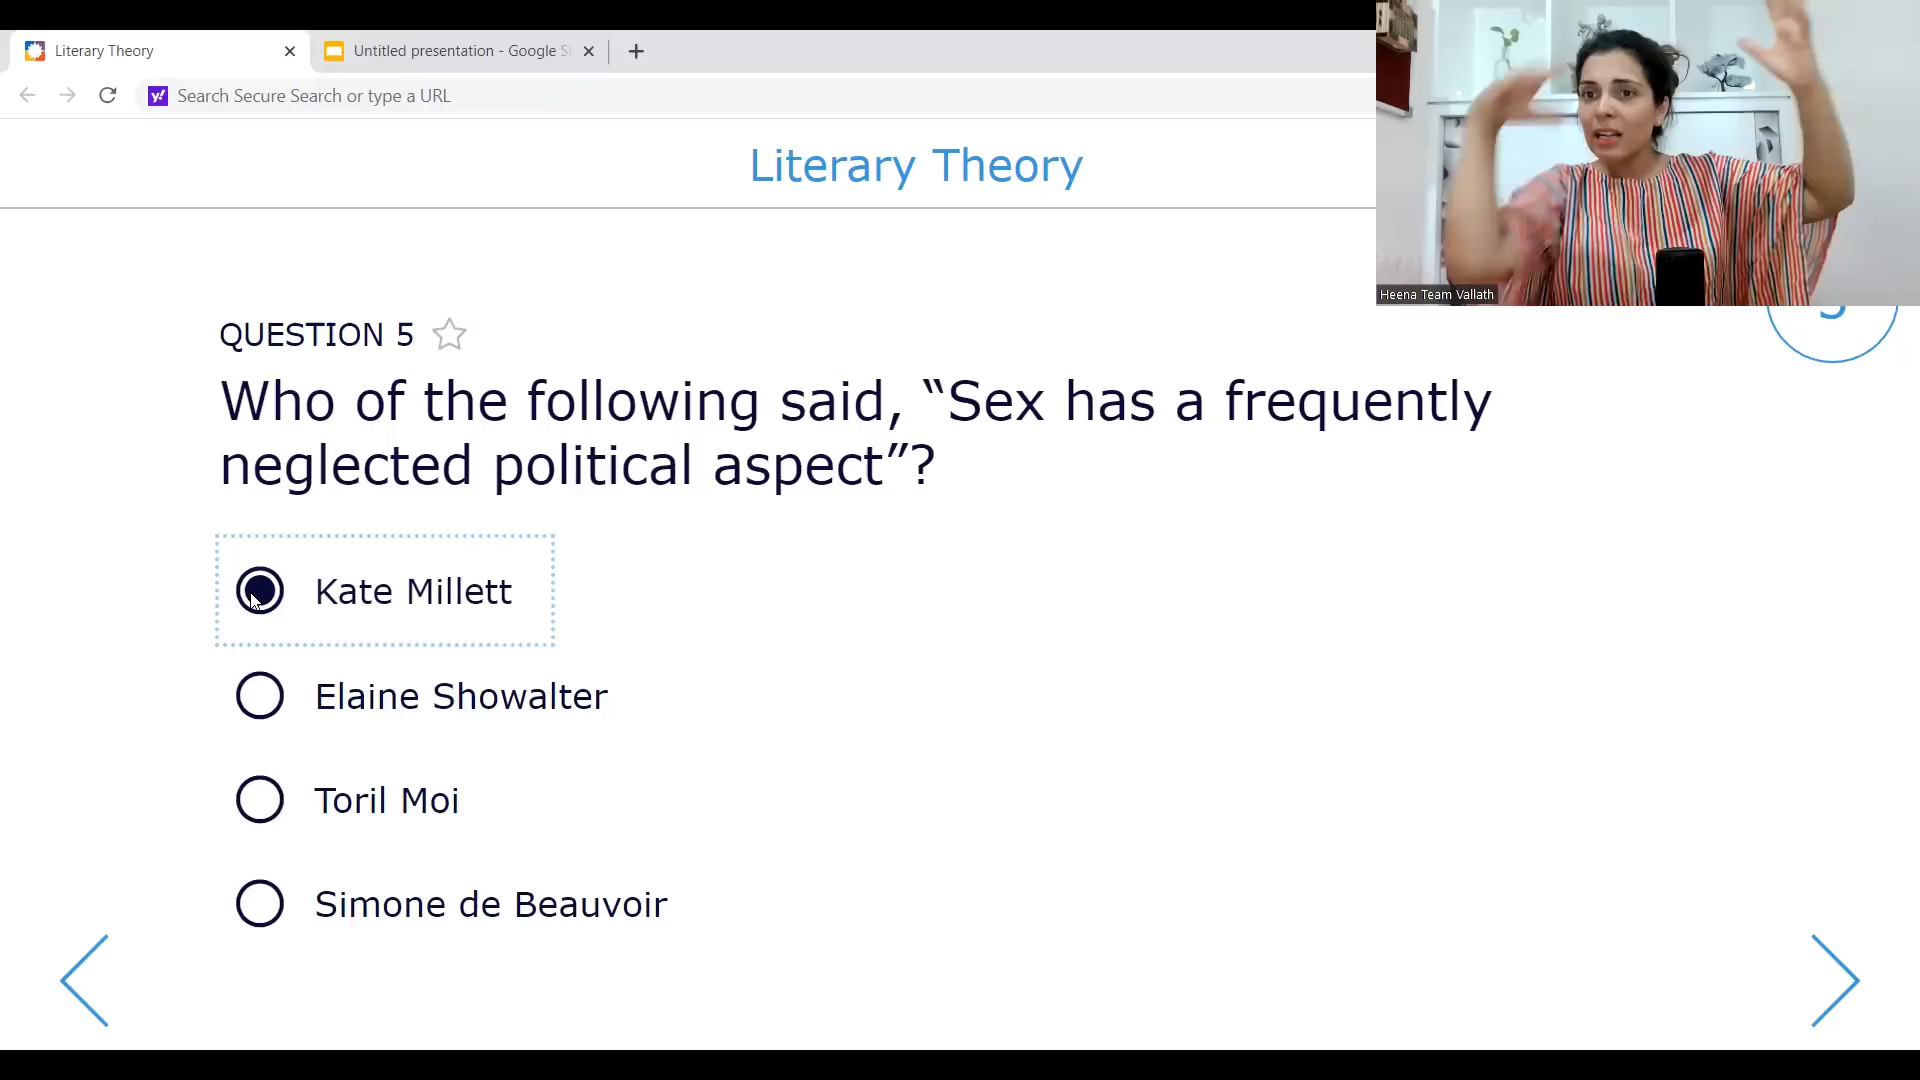 Literary Theory
Untitled presentation - Google S
Search Secure Search or type a URL
Literary Theory
Heena Team Vallath
QUESTION 5
Who of the following said, “Sex has a frequently
neglected political aspect”?
Kate Millett
Elaine Showalter
Toril Moi
Simone de Beauvoir